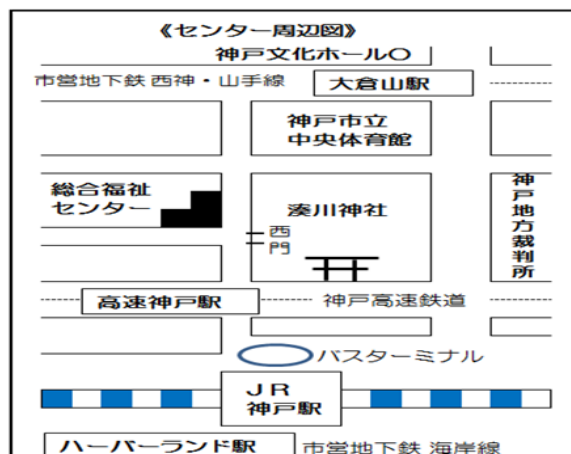 《センター周辺図》
神戸文化ホール○
市営地下鉄 西神・山手線
大倉山駅
神戸市立
中央体育館
総合福祉
センター
湊川神社
西
門
神戸地方裁判所
高速神戸駅
神戸高速鉄道
バスターミナル
JR
神戸駅
ハーバーランド駅
市営地下鉄 海岸線